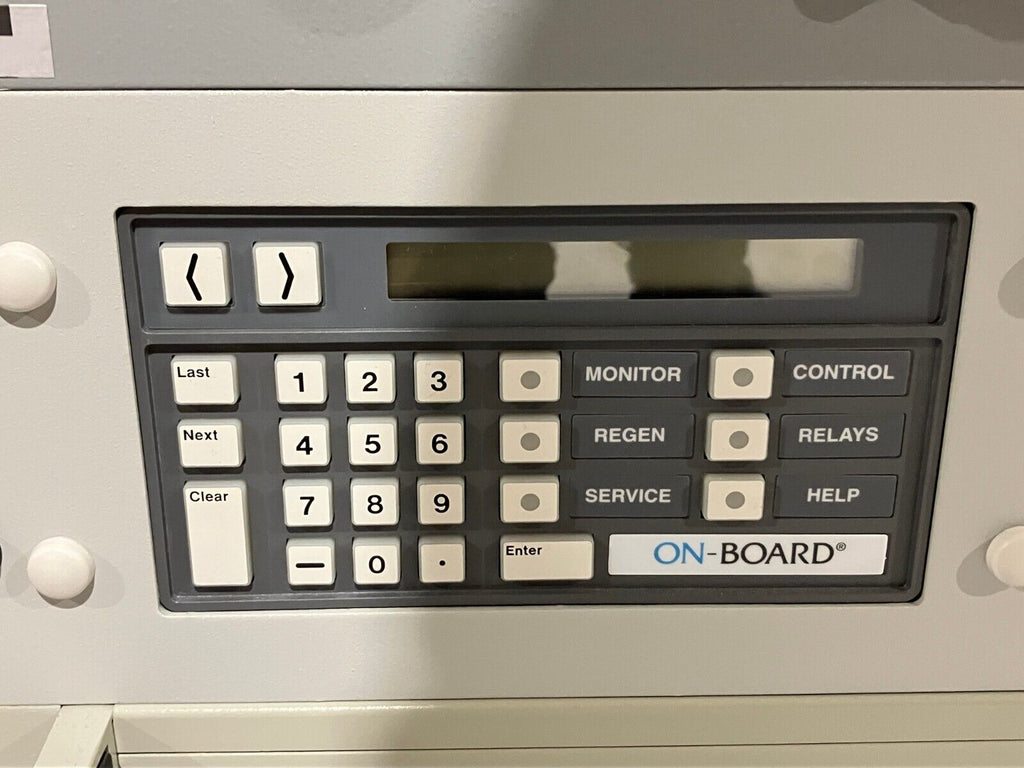 < >
Last 1 2 3 MONITOR CONTROL
Next 4 5 6 REGEN RELAYS
Clear 7 8 9 SERVICE HELP
— 0 . Enter ON-BOARD®